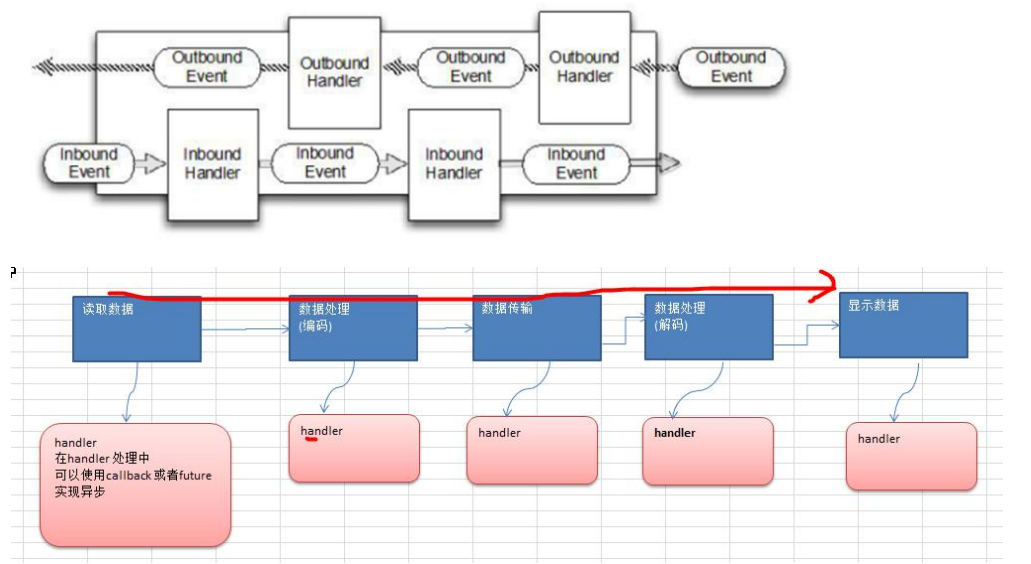 Outbound
Event
Outbound
Handler
Outbound
Event
Outbound
Handler
Outbound
Event
Inbound
Event
Inbound
Handler
Inbound
Event
Inbound
Handler
Inbound
Event
读取数据
数据处理
(编码)
数据传输
数据处理
(解码)
显示数据
handler
在handler 处理中
可以使用callback 或者future
实现异步
handler
handler
handler
handler